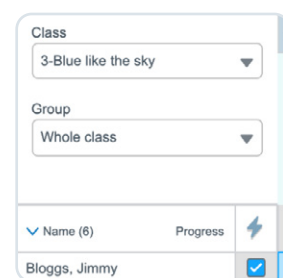 Class
3-Blue like the sky
Group
Whole class
Name (6) Progress
Bloggs, Jimmy